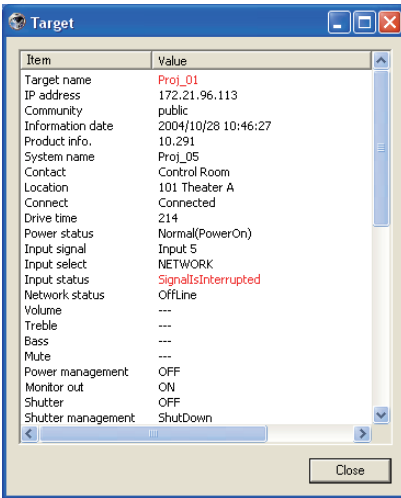 Target
Item Value
Target name Proj_01
IP address 172.21.96.113
Community public
Information date 2004/10/28 10:46:27
Product info. 10.291
System name Proj_05
Contact Control Room
Location 101 Theater A
Connect Connected
Drive time 214
Power status Normal(PowerOn)
Input signal Input 5
Input select NETWORK
Input status SignalIsInterrupted
Network status OffLine
Volume ---
Treble ---
Bass ---
Mute ---
Power management OFF
Monitor out ON
Shutter OFF
Shutter management ShutDown
Close